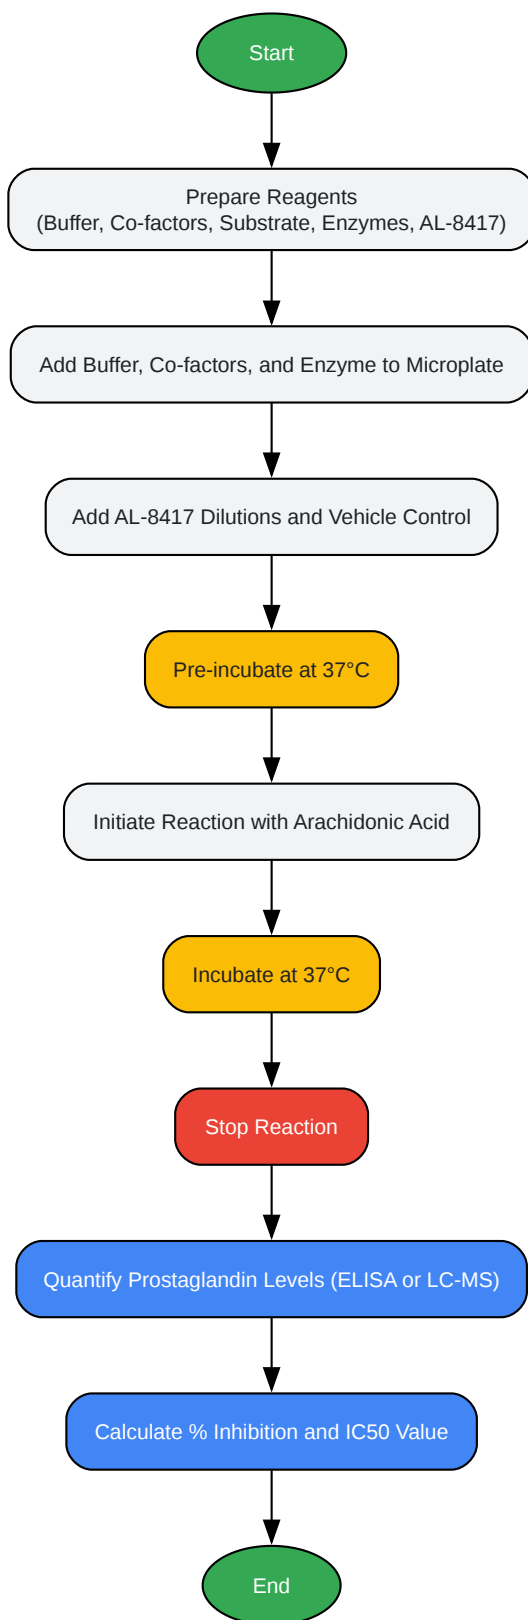 Start
Prepare Reagents
(Buffer, Co-factors, Substrate, Enzymes, AL-8417)
Add Buffer, Co-factors, and Enzyme to Microplate
Add AL-8417 Dilutions and Vehicle Control
Pre-incubate at 37°C
Initiate Reaction with Arachidonic Acid
Incubate at 37°C
Stop Reaction
Quantify Prostaglandin Levels (ELISA or LC-MS)
Calculate % Inhibition and IC50 Value
End